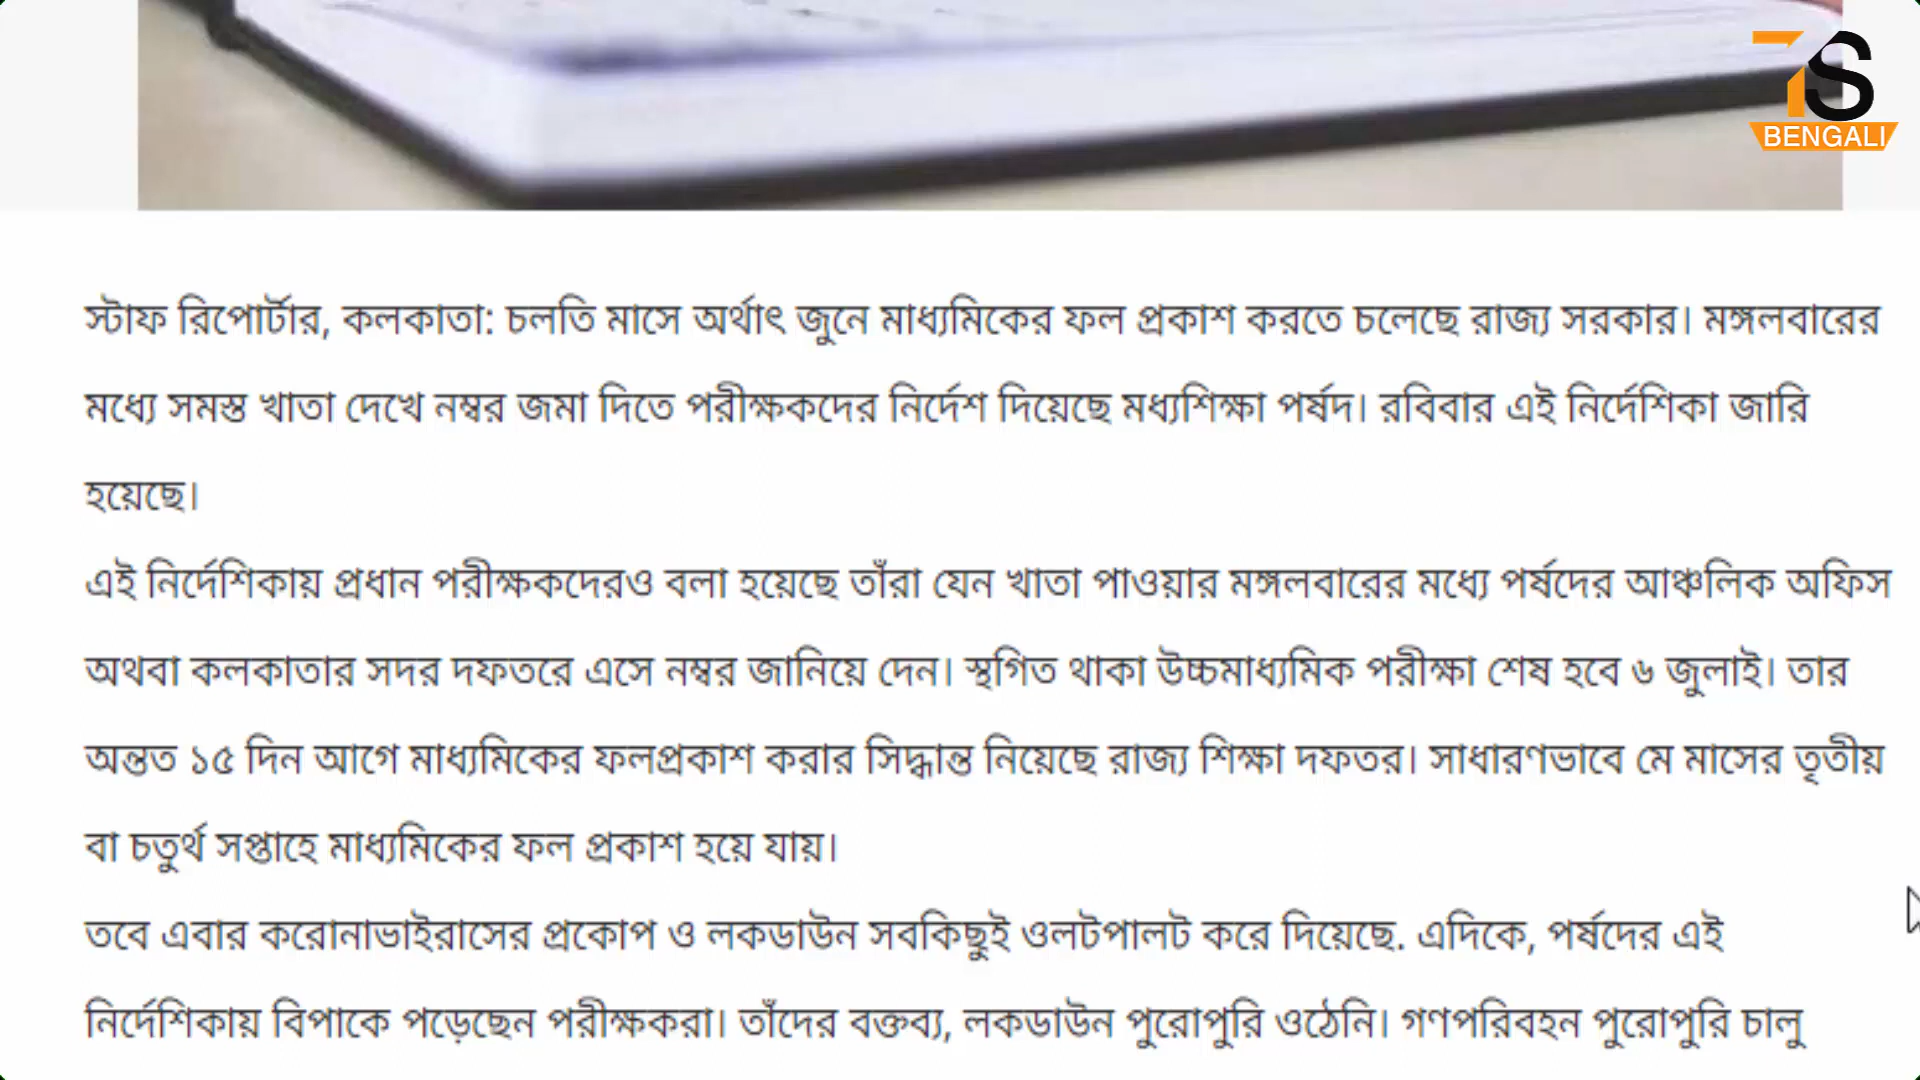 7S
BENGALI
স্টাফ রিপোর্টার, কলকাতা: চলতি মাসে অর্থাৎ জুনে মাধ্যমিকের ফল প্রকাশ করতে চলেছে রাজ্য সরকার। মঙ্গলবারের
মধ্যে সমস্ত খাতা দেখে নম্বর জমা দিতে পরীক্ষকদের নির্দেশ দিয়েছে মধ্যশিক্ষা পর্ষদ। রবিবার এই নির্দেশিকা জারি
হয়েছে।
এই নির্দেশিকায় প্রধান পরীক্ষকদেরও বলা হয়েছে তাঁরা যেন খাতা পাওয়ার মঙ্গলবারের মধ্যে পর্ষদের আঞ্চলিক অফিস
অথবা কলকাতার সদর দফতরে এসে নম্বর জানিয়ে দেন। স্থগিত থাকা উচ্চমাধ্যমিক পরীক্ষা শেষ হবে ৬ জুলাই। তার
অন্তত ১৫ দিন আগে মাধ্যমিকের ফলপ্রকাশ করার সিদ্ধান্ত নিয়েছে রাজ্য শিক্ষা দফতর। সাধারণভাবে মে মাসের তৃতীয়
বা চতুর্থ সপ্তাহে মাধ্যমিকের ফল প্রকাশ হয়ে যায়।
তবে এবার করোনাভাইরাসের প্রকোপ ও লকডাউন সবকিছুই ওলটপালট করে দিয়েছে. এদিকে, পর্ষদের এই
নির্দেশিকায় বিপাকে পড়েছেন পরীক্ষকরা। তাঁদের বক্তব্য, লকডাউন পুরোপুরি ওঠেনি। গণপরিবহন পুরোপুরি চালু